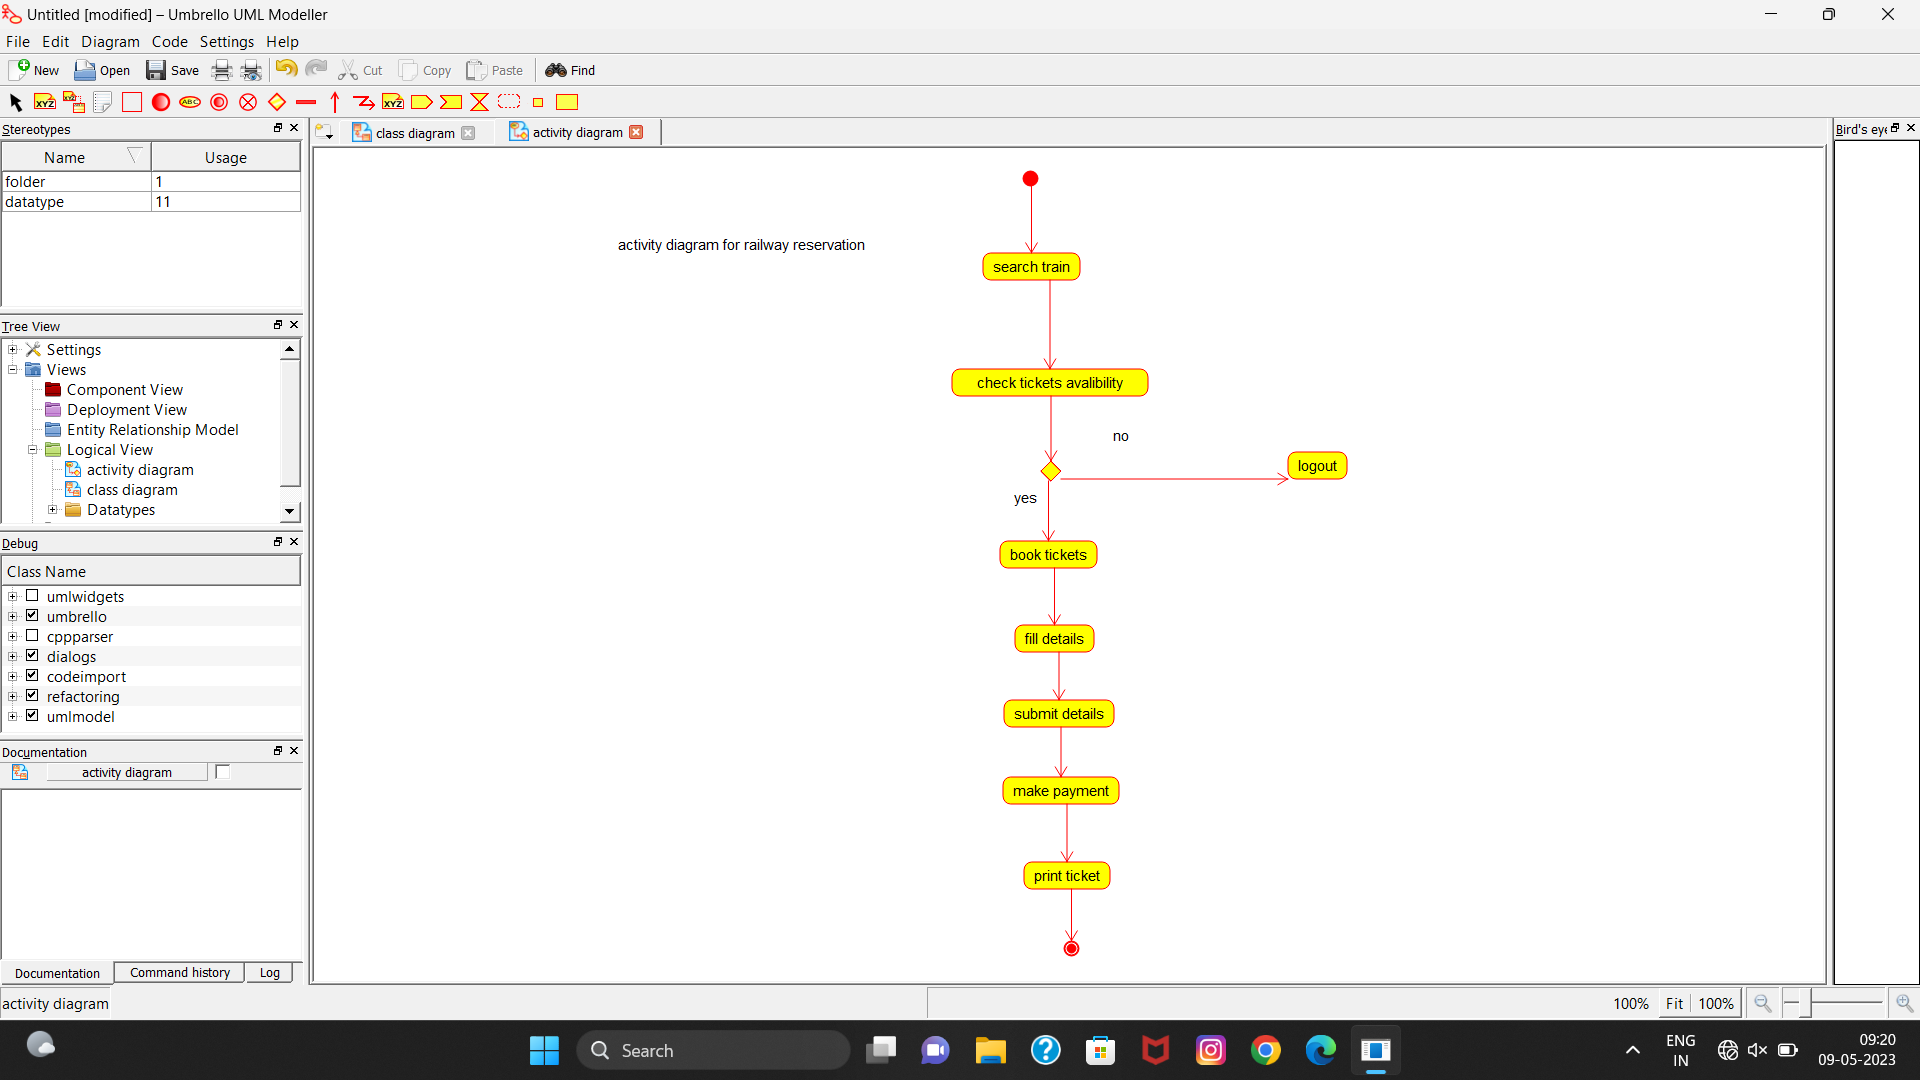 Untitled [modified] – Umbrello UML Modeller
File Edit Diagram Code Settings Help
New Open Save Cut Copy Paste Find
XYZ XYZ ABC XYZ
Stereotypes
Name Usage
folder 1
datatype 11
Tree View
Settings
Views
Component View
Deployment View
Entity Relationship Model
Logical View
activity diagram
class diagram
Datatypes
Debug
Class Name
umlwidgets
umbrello
cppparser
dialogs
codeimport
refactoring
umlmodel
Documentation
activity diagram
Documentation Command history Log
activity diagram
class diagram activity diagram
activity diagram for railway reservation
search train
check tickets avalibility
no
logout
yes
book tickets
fill details
submit details
make payment
print ticket
Bird's eye
100% Fit 100%
Search
ENG
IN
09:20
09-05-2023